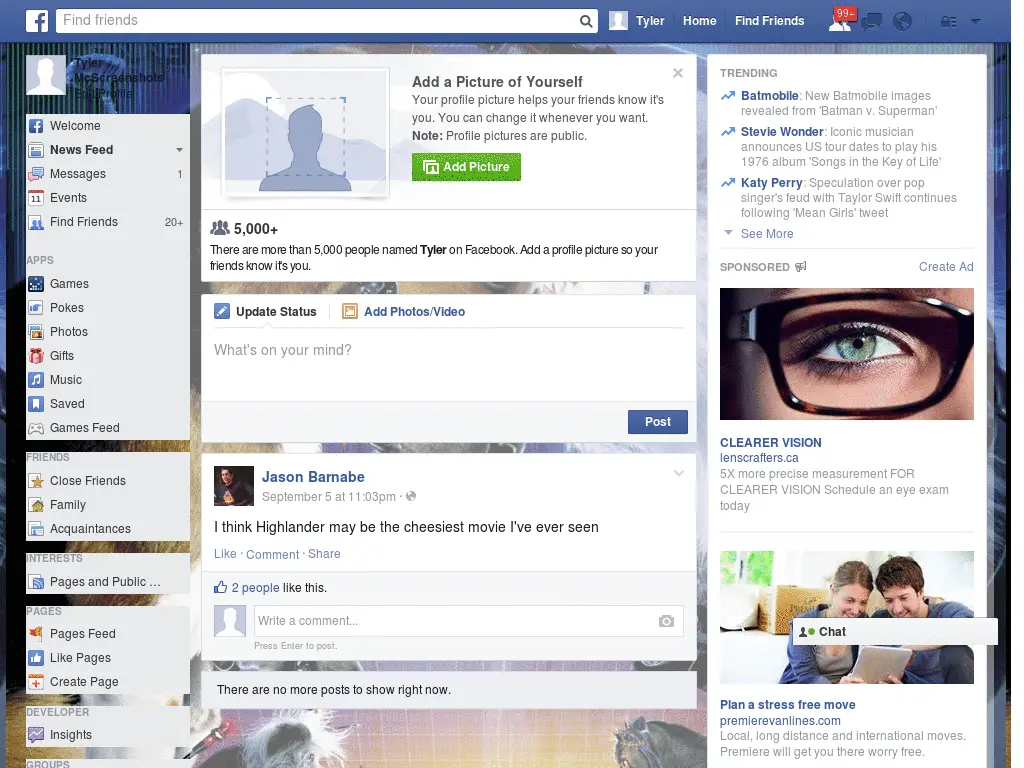 Find friends
Tyler
Home
Find Friends
99+
Tyler
McScreenshots
Edit Profile
Welcome
News Feed
Messages 1
11 Events
Find Friends 20+
APPS
Games
Pokes
Photos
Gifts
Music
Saved
Games Feed
FRIENDS
Close Friends
Family
Acquaintances
INTERESTS
Pages and Public ...
PAGES
Pages Feed
Like Pages
Create Page
DEVELOPER
Insights
GROUPS
Add a Picture of Yourself
Your profile picture helps your friends know it's
you. You can change it whenever you want.
Note: Profile pictures are public.
Add Picture
5,000+
There are more than 5,000 people named Tyler on Facebook. Add a profile picture so your
friends know it's you.
Update Status
Add Photos/Video
What's on your mind?
Post
Jason Barnabe
September 5 at 11:03pm ·
I think Highlander may be the cheesiest movie I've ever seen
Like · Comment · Share
2 people like this.
Write a comment...
Press Enter to post.
There are no more posts to show right now.
TRENDING
Batmobile: New Batmobile images
revealed from 'Batman v. Superman'
Stevie Wonder: Iconic musician
announces US tour dates to play his
1976 album 'Songs in the Key of Life'
Katy Perry: Speculation over pop
singer's feud with Taylor Swift continues
following 'Mean Girls' tweet
See More
SPONSORED
Create Ad
CLEARER VISION
lenscrafters.ca
5X more precise measurement FOR
CLEARER VISION Schedule an eye exam
today
Chat
Plan a stress free move
premierevanlines.com
Local, long distance and international moves.
Premiere will get you there worry free.